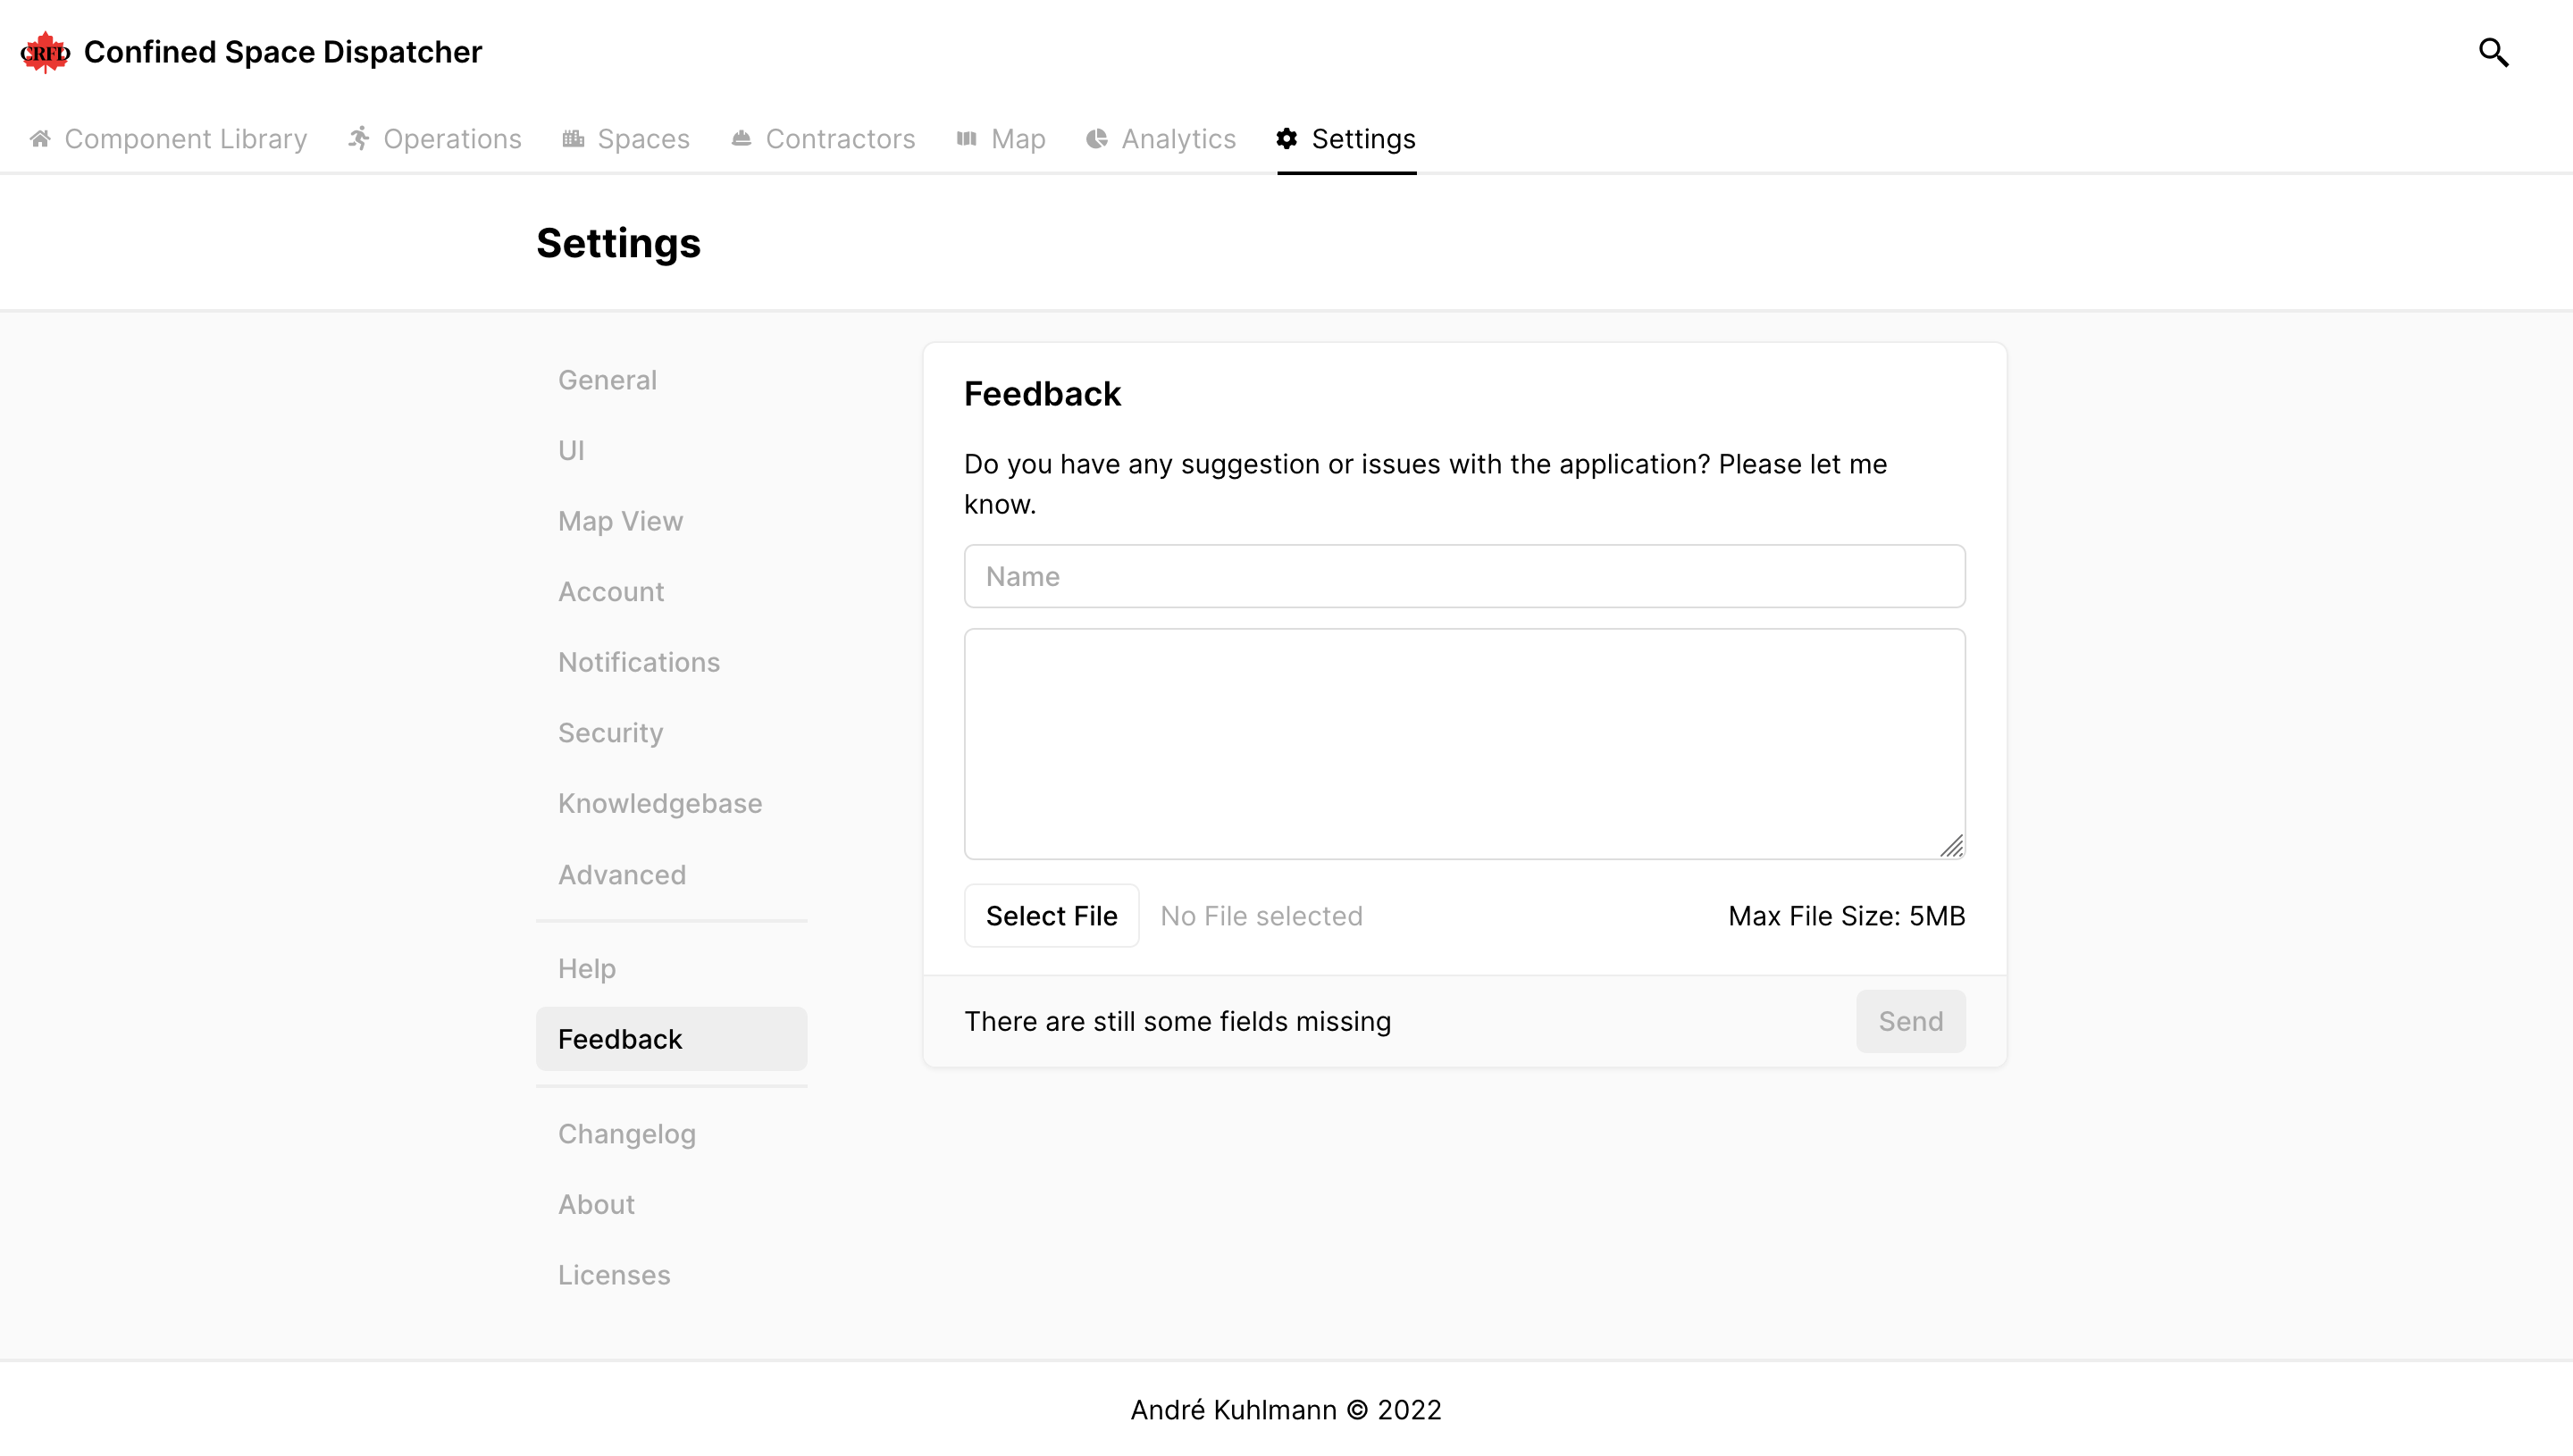 CRFD Confined Space Dispatcher
Component Library Operations Spaces Contractors Map Analytics Settings
Settings
General
UI
Map View
Account
Notifications
Security
Knowledgebase
Advanced
Help
Feedback
Changelog
About
Licenses
Feedback
Do you have any suggestion or issues with the application? Please let me
know.
Name
Select File No File selected Max File Size: 5MB
There are still some fields missing Send
André Kuhlmann © 2022